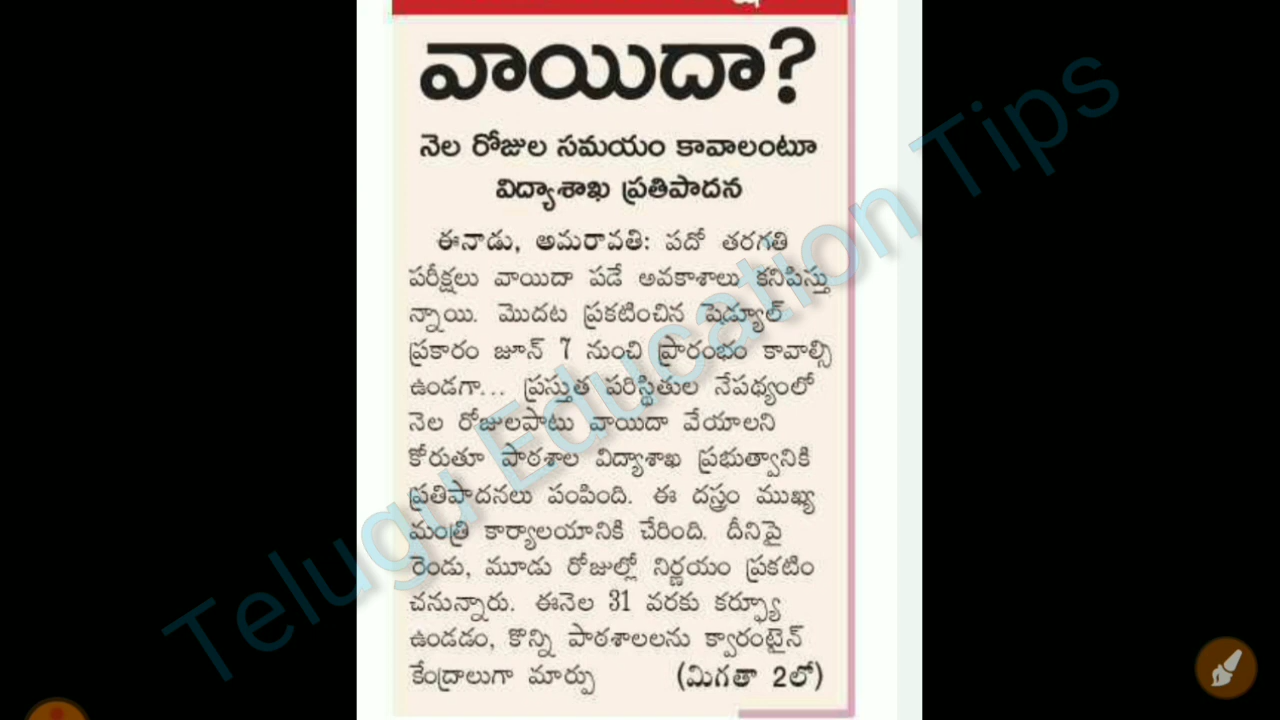 వాయిదా?
నెల రోజుల సమయం కావాలంటూ
విద్యాశాఖ ప్రతిపాదన
ఈనాడు, అమరావతి: పదో తరగతి
పరీక్షలు వాయిదా పడే అవకాశాలు కనిపిస్తు
న్నాయి. మొదట ప్రకటించిన షెడ్యూల్
ప్రకారం జూన్ 7 నుంచి ప్రారంభం కావాల్సి
ఉండగా... ప్రస్తుత పరిస్థితుల నేపథ్యంలో
నెల రోజులపాటు వాయిదా వేయాలని
కోరుతూ పాఠశాల విద్యాశాఖ ప్రభుత్వానికి
ప్రతిపాదనలు పంపింది. ఈ దస్త్రం ముఖ్య
మంత్రి కార్యాలయానికి చేరింది. దీనిపై
రెండు, మూడు రోజుల్లో నిర్ణయం ప్రకటిం
చనున్నారు. ఈనెల 31 వరకు కర్ఫ్యూ
ఉండడం, కొన్ని పాఠశాలలను క్వారంటైన్
కేంద్రాలుగా మార్పు (మిగతా 2లో)
Telugu Education Tips